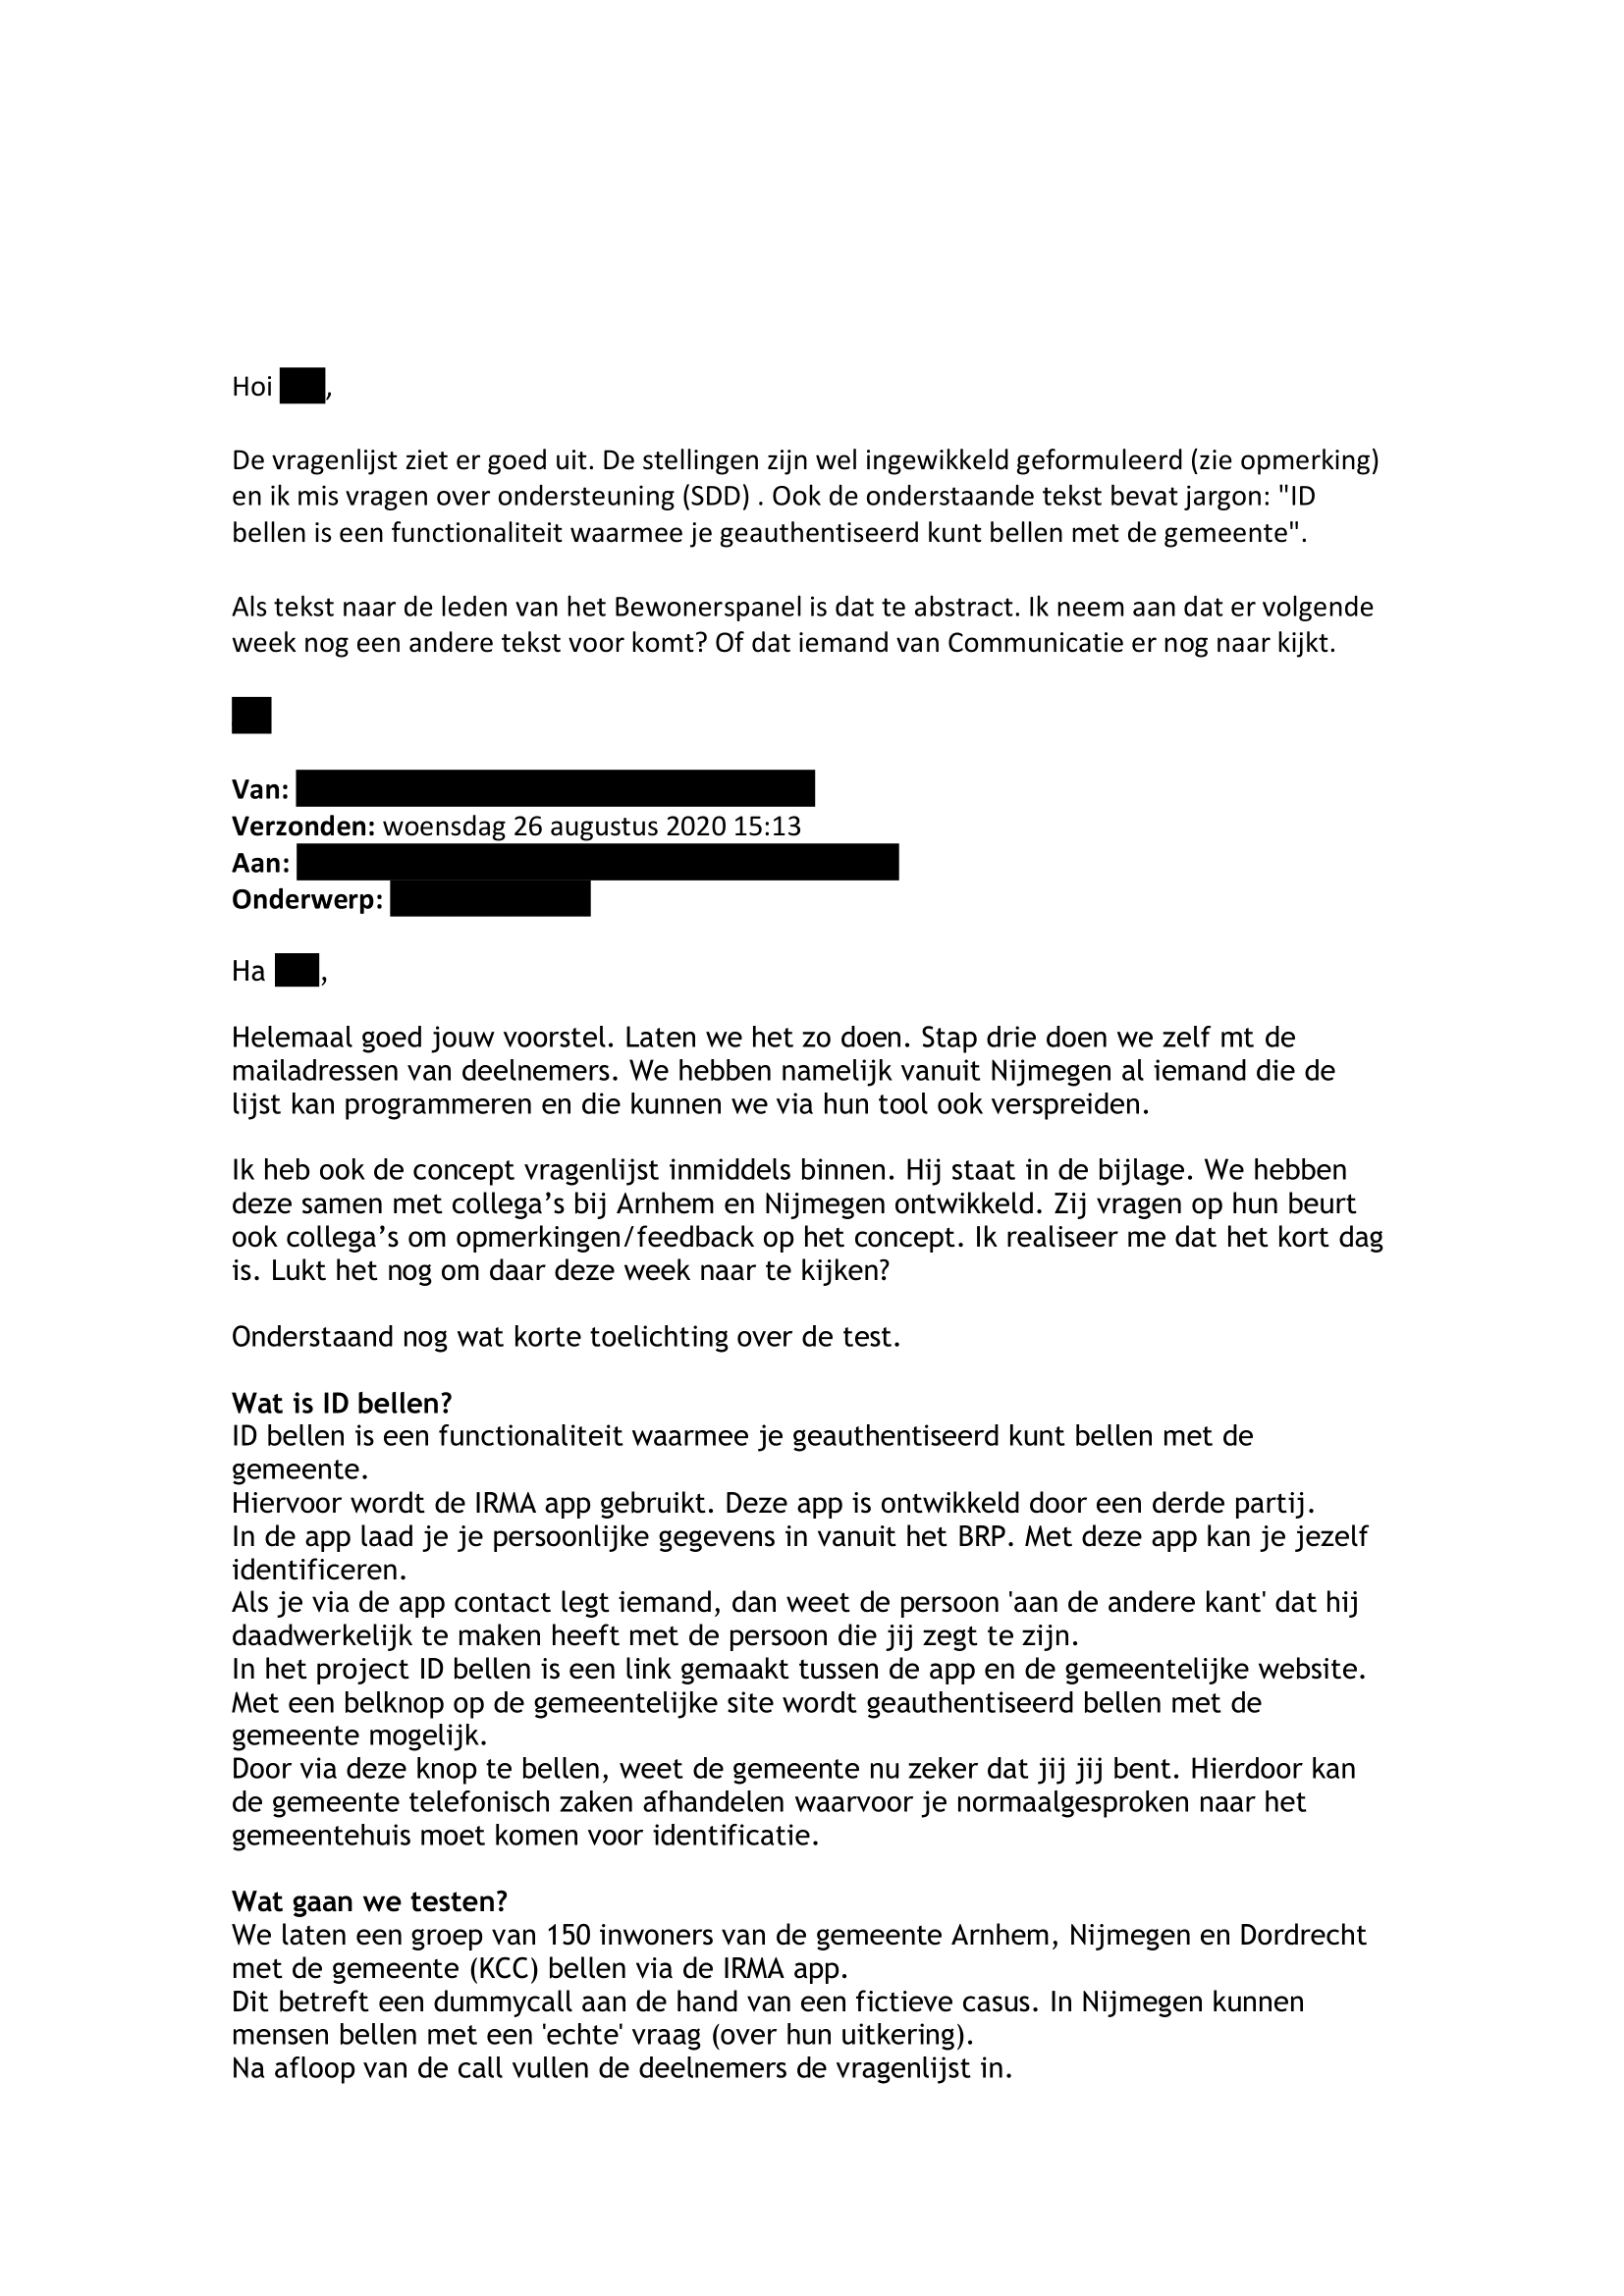 Hoi ,
De vragenlijst ziet er goed uit. De stellingen zijn wel ingewikkeld geformuleerd (zie opmerking)
en ik mis vragen over ondersteuning (SDD) . Ook de onderstaande tekst bevat jargon: "ID
bellen is een functionaliteit waarmee je geauthentiseerd kunt bellen met de gemeente".
Als tekst naar de leden van het Bewonerspanel is dat te abstract. Ik neem aan dat er volgende
week nog een andere tekst voor komt? Of dat iemand van Communicatie er nog naar kijkt.
Van:
Verzonden: woensdag 26 augustus 2020 15:13
Aan:
Onderwerp:
Ha ,
Helemaal goed jouw voorstel. Laten we het zo doen. Stap drie doen we zelf mt de
mailadressen van deelnemers. We hebben namelijk vanuit Nijmegen al iemand die de
lijst kan programmeren en die kunnen we via hun tool ook verspreiden.
Ik heb ook de concept vragenlijst inmiddels binnen. Hij staat in de bijlage. We hebben
deze samen met collega’s bij Arnhem en Nijmegen ontwikkeld. Zij vragen op hun beurt
ook collega’s om opmerkingen/feedback op het concept. Ik realiseer me dat het kort dag
is. Lukt het nog om daar deze week naar te kijken?
Onderstaand nog wat korte toelichting over de test.
Wat is ID bellen?
ID bellen is een functionaliteit waarmee je geauthentiseerd kunt bellen met de
gemeente.
Hiervoor wordt de IRMA app gebruikt. Deze app is ontwikkeld door een derde partij.
In de app laad je je persoonlijke gegevens in vanuit het BRP. Met deze app kan je jezelf
identificeren.
Als je via de app contact legt iemand, dan weet de persoon 'aan de andere kant' dat hij
daadwerkelijk te maken heeft met de persoon die jij zegt te zijn.
In het project ID bellen is een link gemaakt tussen de app en de gemeentelijke website.
Met een belknop op de gemeentelijke site wordt geauthentiseerd bellen met de
gemeente mogelijk.
Door via deze knop te bellen, weet de gemeente nu zeker dat jij jij bent. Hierdoor kan
de gemeente telefonisch zaken afhandelen waarvoor je normaalgesproken naar het
gemeentehuis moet komen voor identificatie.
Wat gaan we testen?
We laten een groep van 150 inwoners van de gemeente Arnhem, Nijmegen en Dordrecht
met de gemeente (KCC) bellen via de IRMA app.
Dit betreft een dummycall aan de hand van een fictieve casus. In Nijmegen kunnen
mensen bellen met een 'echte' vraag (over hun uitkering).
Na afloop van de call vullen de deelnemers de vragenlijst in.